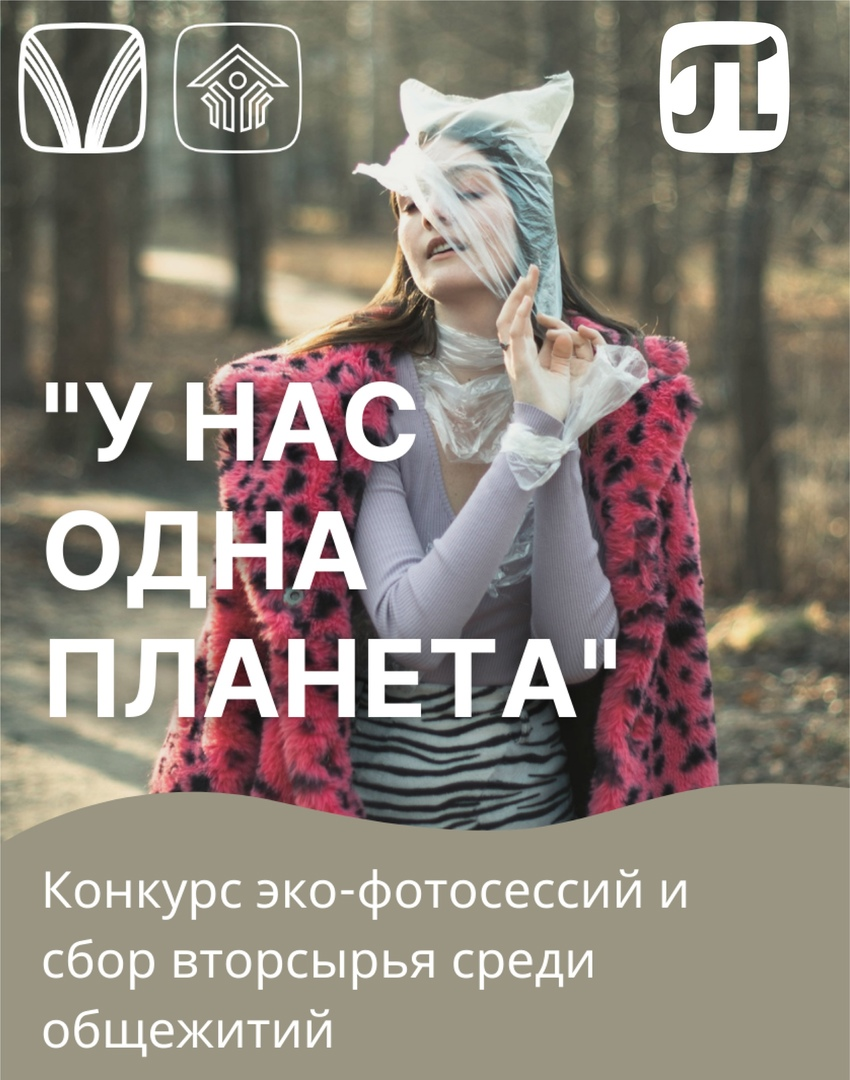 "У НАС
ОДНА
ПЛАНЕТА"
Конкурс эко-фотосессий и
сбор вторсырья среди
общежитий